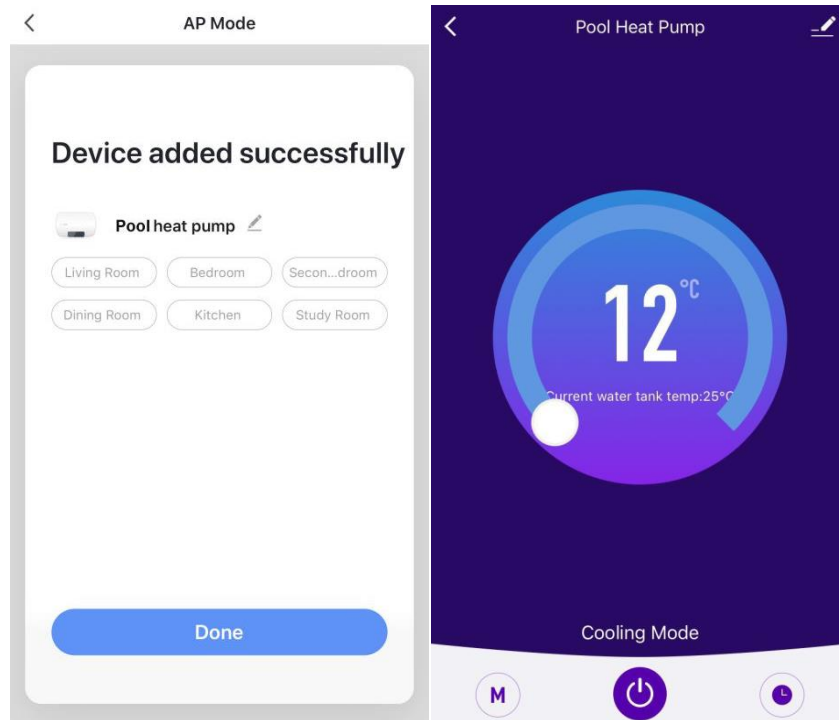 AP Mode
Device added successfully
Pool heat pump
Living Room
Bedroom
Secon...droom
Dining Room
Kitchen
Study Room
Done
Pool Heat Pump
12°C
Current water tank temp:25°C
Cooling Mode
M